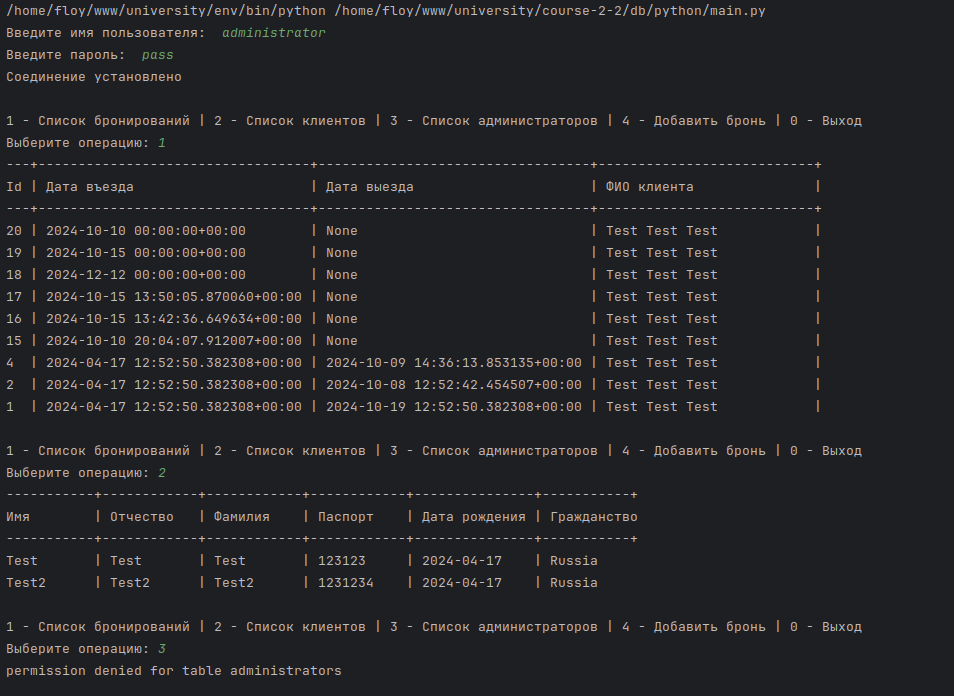 /home/floy/www/university/env/bin/python /home/floy/www/university/course-2-2/db/python/main.py
Введите имя пользователя:  administrator
Введите пароль:  pass
Соединение установлено
1 - Список бронирований | 2 - Список клиентов | 3 - Список администраторов | 4 - Добавить бронь | 0 - Выход
Выберите операцию: 1
---+----------------------------------+----------------------------------+---------------------------+
Id | Дата въезда                      | Дата выезда                      | ФИО клиента               |
---+----------------------------------+----------------------------------+---------------------------+
20 | 2024-10-10 00:00:00+00:00        | None                             | Test Test Test            |
19 | 2024-10-15 00:00:00+00:00        | None                             | Test Test Test            |
18 | 2024-12-12 00:00:00+00:00        | None                             | Test Test Test            |
17 | 2024-10-15 13:50:05.870060+00:00 | None                             | Test Test Test            |
16 | 2024-10-15 13:42:36.649634+00:00 | None                             | Test Test Test            |
15 | 2024-10-10 20:04:07.912007+00:00 | None                             | Test Test Test            |
4  | 2024-04-17 12:52:50.382308+00:00 | 2024-10-09 14:36:13.853135+00:00 | Test Test Test            |
2  | 2024-04-17 12:52:50.382308+00:00 | 2024-10-08 12:52:42.454507+00:00 | Test Test Test            |
1  | 2024-04-17 12:52:50.382308+00:00 | 2024-10-19 12:52:50.382308+00:00 | Test Test Test            |
1 - Список бронирований | 2 - Список клиентов | 3 - Список администраторов | 4 - Добавить бронь | 0 - Выход
Выберите операцию: 2
-----------+------------+------------+------------+---------------+-----------+
Имя        | Отчество   | Фамилия    | Паспорт    | Дата рождения | Гражданство
-----------+------------+------------+------------+---------------+-----------+
Test       | Test       | Test       | 123123     | 2024-04-17    | Russia
Test2      | Test2      | Test2      | 1231234    | 2024-04-17    | Russia
1 - Список бронирований | 2 - Список клиентов | 3 - Список администраторов | 4 - Добавить бронь | 0 - Выход
Выберите операцию: 3
permission denied for table administrators